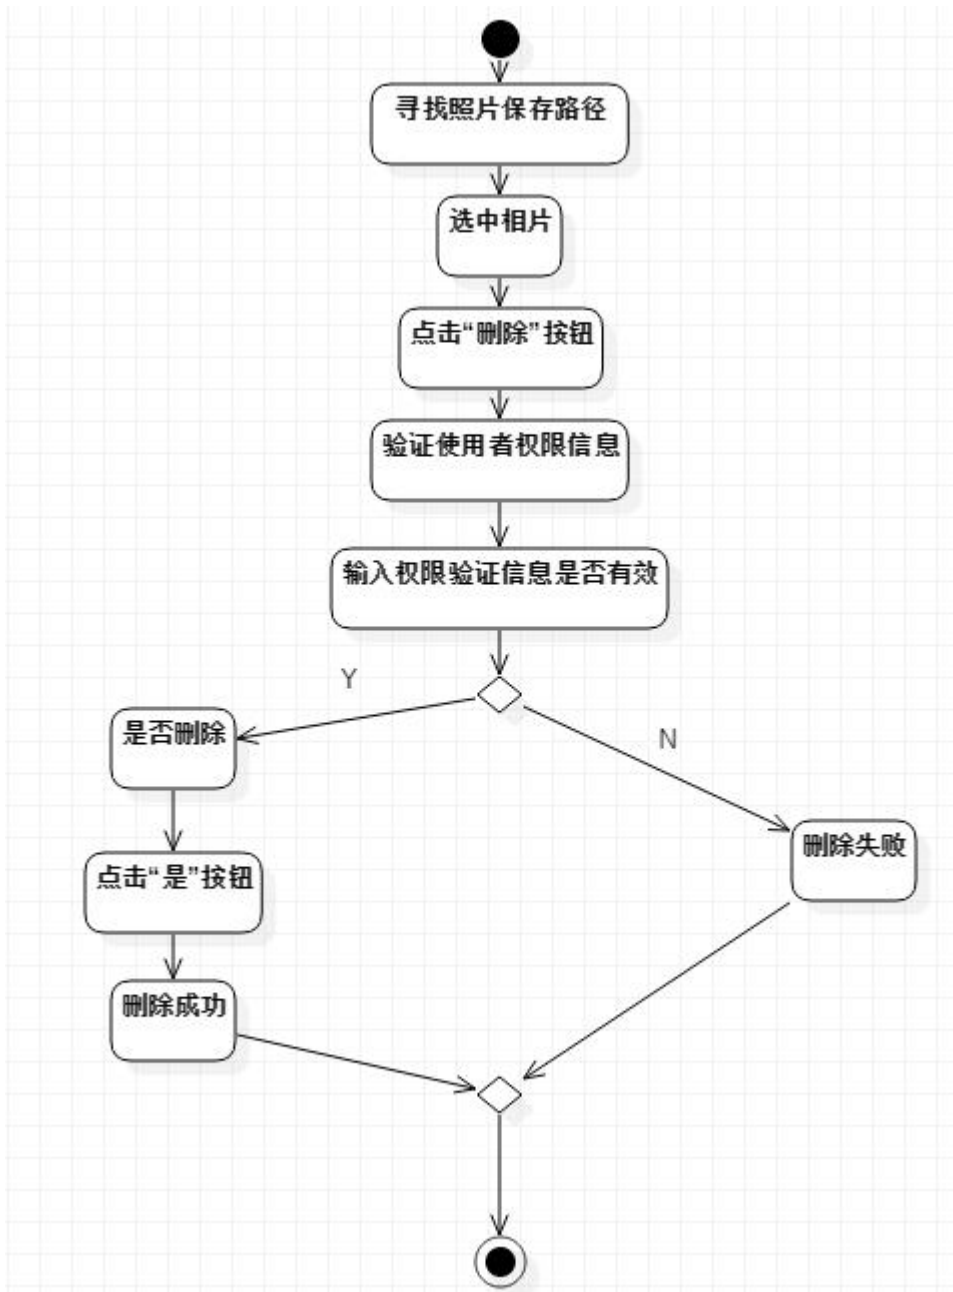 寻找照片保存路径
选中相片
点击“删除”按钮
验证使用者权限信息
输入权限验证信息是否有效
Y
是否删除
N
删除失败
点击“是”按钮
删除成功